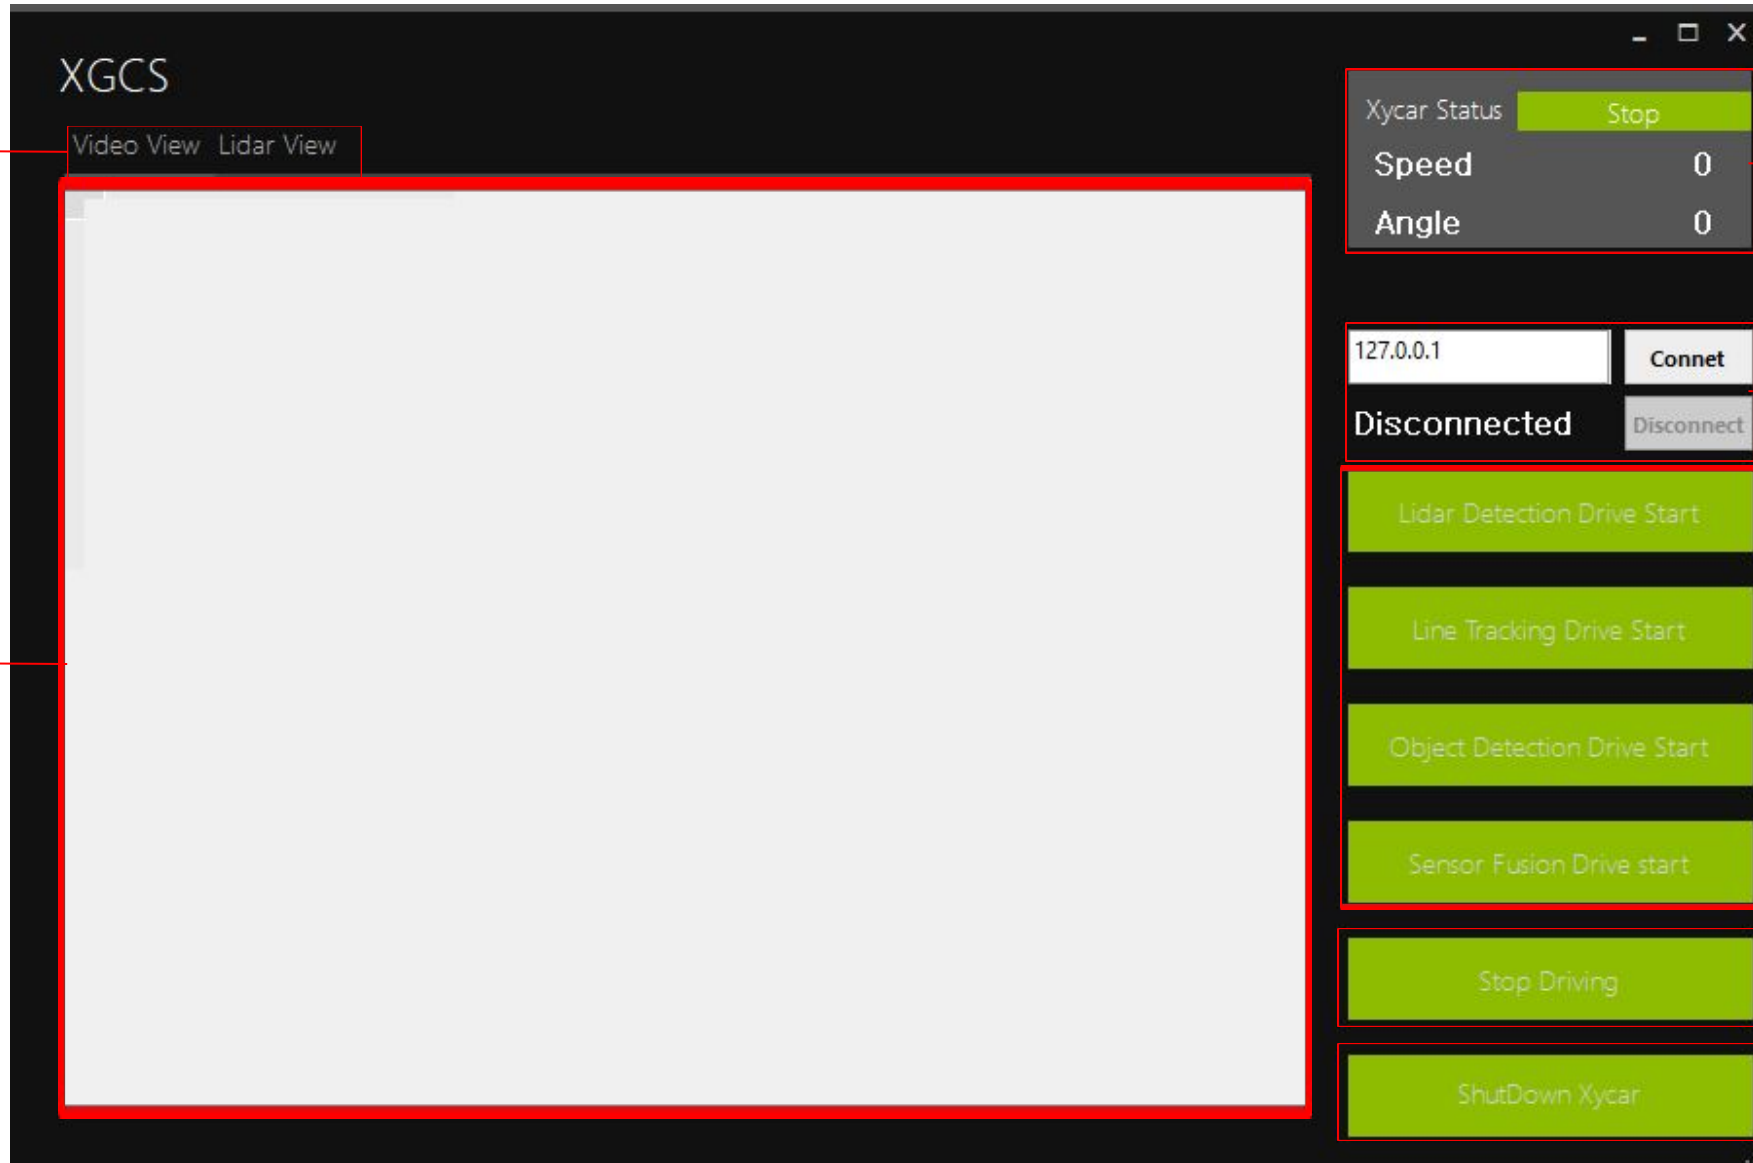 XGCS
Video View Lidar View
Xycar Status Stop
Speed 0
Angle 0
127.0.0.1 Connet
Disconnected Disconnect
Lidar Detection Drive Start
Line Tracking Drive Start
Object Detection Drive Start
Sensor Fusion Drive start
Stop Driving
ShutDown Xycar